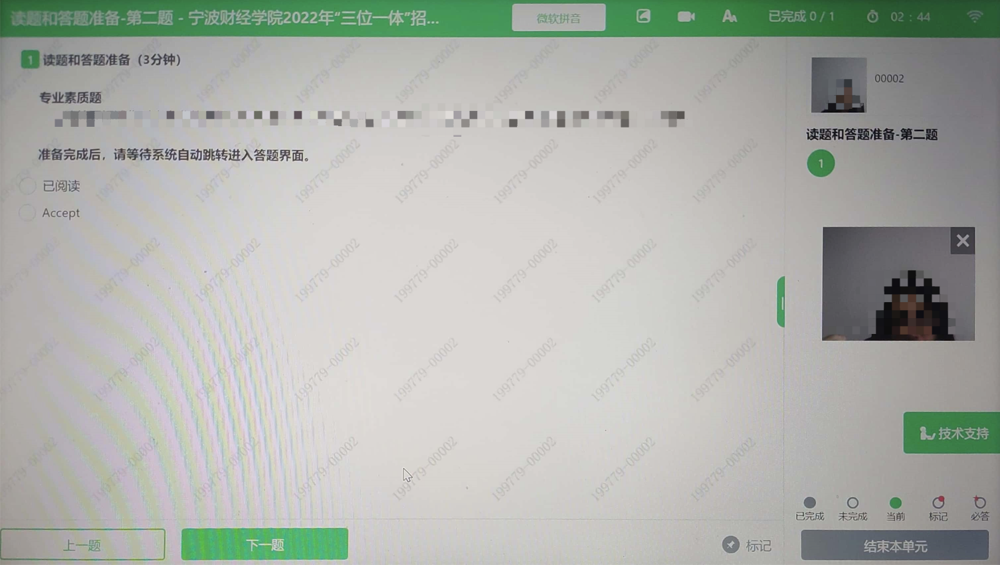 读题和答题准备-第二题 - 宁波财经学院2022年“三位一体”招...
微软拼音
已完成 0 / 1
02 : 44
1 读题和答题准备（3分钟）
专业素质题
准备完成后，请等待系统自动跳转进入答题界面。
已阅读
Accept
00002
读题和答题准备-第二题
1
技术支持
已完成 未完成 当前 标记 必答
上一题
下一题
标记
结束本单元
199779-00002